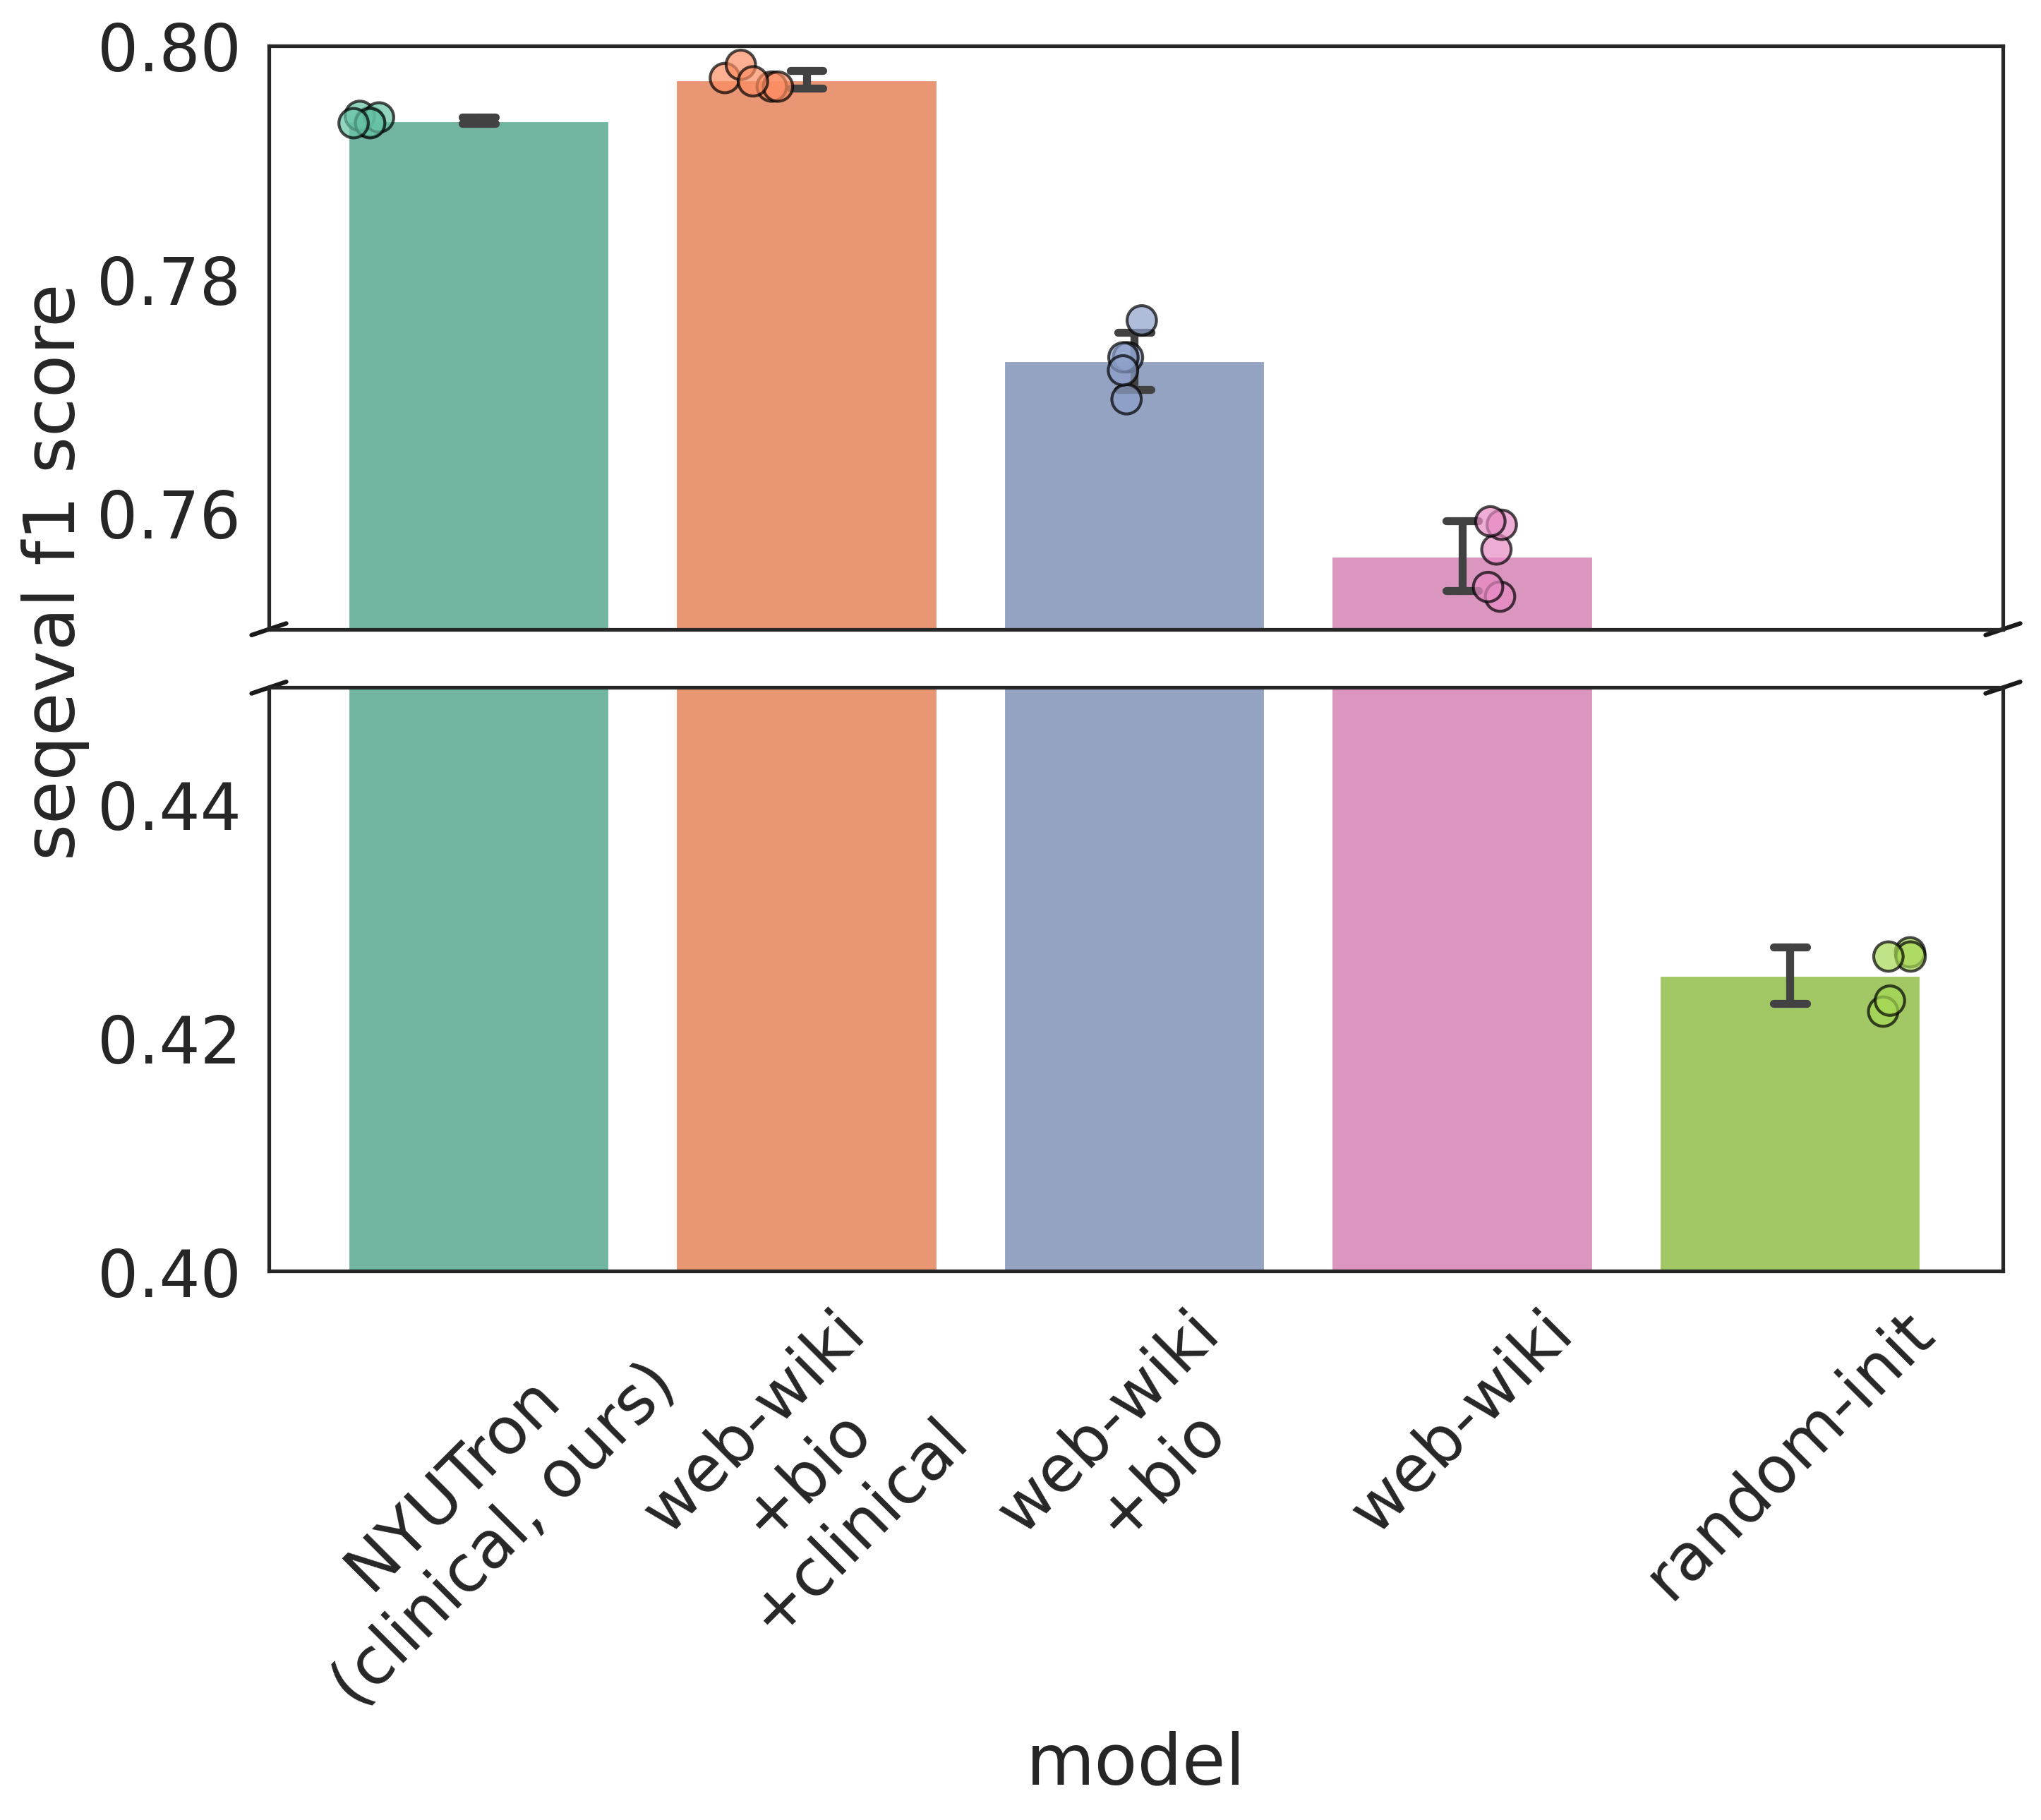 seqeval f1 score
0.80
0.78
0.76
0.44
0.42
0.40
NYUTron
(clinical, ours)
web-wiki
+bio
+clinical
web-wiki
+bio
web-wiki
random-init
model